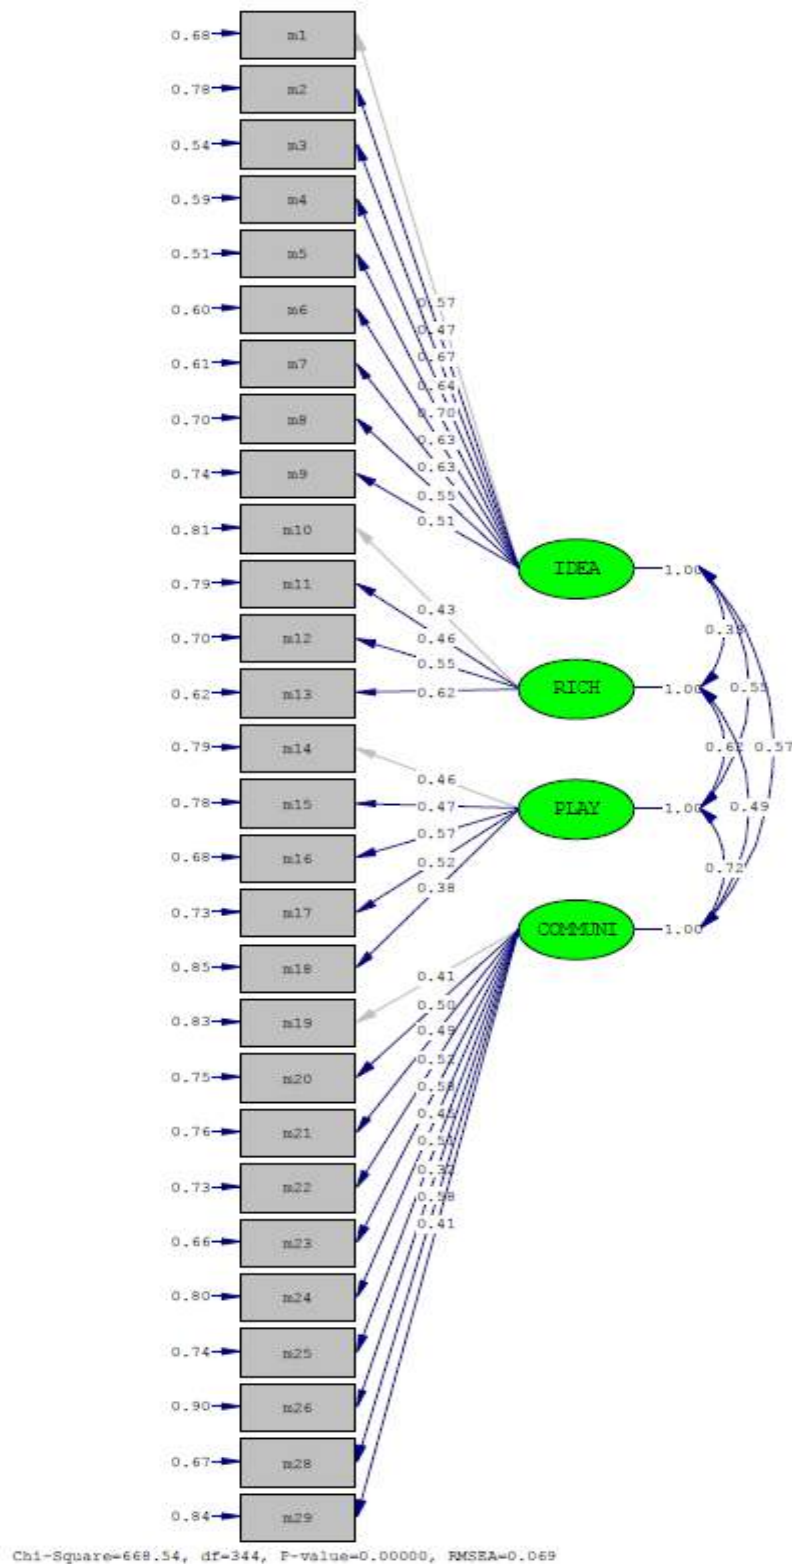 0.68 m1
0.78 m2
0.54 m3
0.59 m4
0.51 m5
0.60 m6
0.57
0.47
0.67
0.61 m7
0.64
0.70 m8
0.70
0.63
0.63
0.74 m9
0.55
0.51
0.81 m10
IDEA 1.00
0.79 m11
0.43
0.46
0.70 m12
0.55
0.62 m13
0.62
RICH 1.00
0.55
0.79 m14
0.62 0.57
0.46
0.78 m15
0.47
PLAY 1.00
0.49
0.57
0.68 m16
0.52
0.72
0.38
0.73 m17
COMMUNI 1.00
0.85 m18
0.41
0.50
0.83 m19
0.49
0.52
0.75 m20
0.76 m21
0.51
0.73 m22
0.58
0.41
0.66 m23
0.80 m24
0.74 m25
0.90 m26
0.67 m28
0.84 m29
Chi-Square=668.54, df=344, P-value=0.00000, RMSEA=0.069